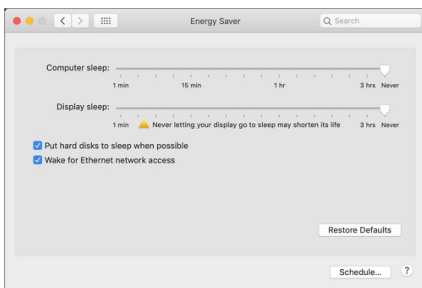 Energy Saver
Search
Computer sleep:
1 min 15 min 1 hr 3 hrs Never
Display sleep:
1 min Never letting your display go to sleep may shorten its life 3 hrs Never
Put hard disks to sleep when possible
Wake for Ethernet network access
Restore Defaults
Schedule... ?